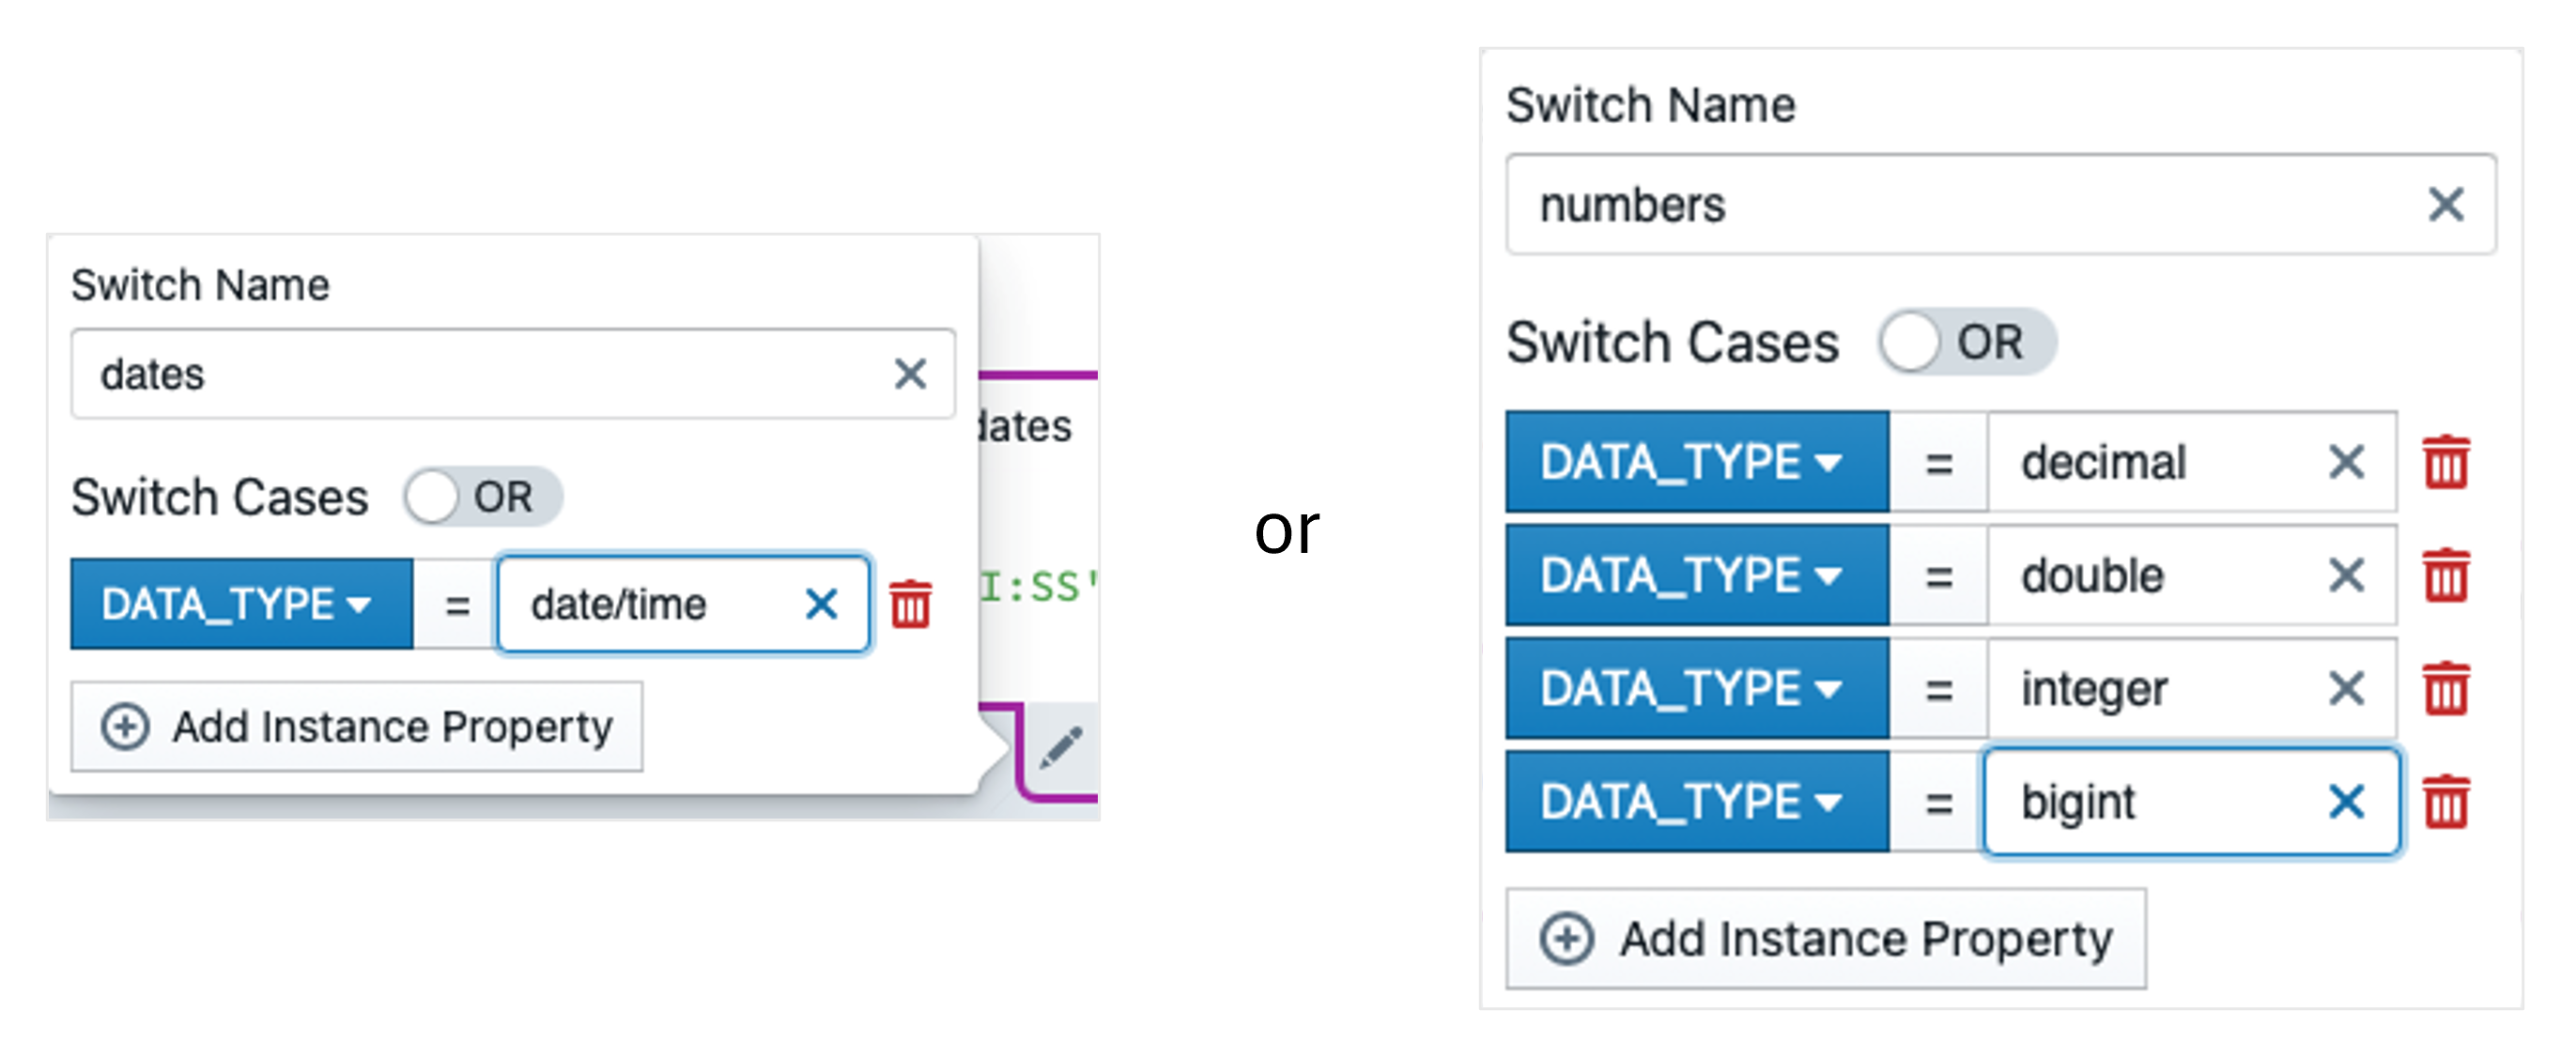 Switch Name
dates
Switch Cases OR
DATA_TYPE = date/time
Add Instance Property
dates
I:SS'
or
Switch Name
numbers
Switch Cases OR
DATA_TYPE = decimal
DATA_TYPE = double
DATA_TYPE = integer
DATA_TYPE = bigint
Add Instance Property